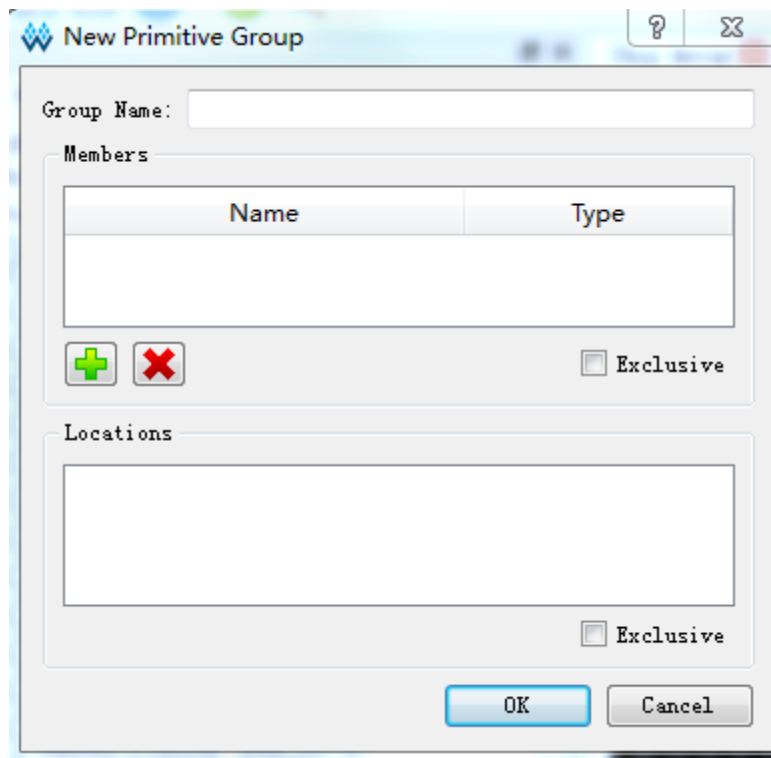 New Primitive Group
Group Name:
Members
Name Type
Exclusive
Locations
Exclusive
OK Cancel